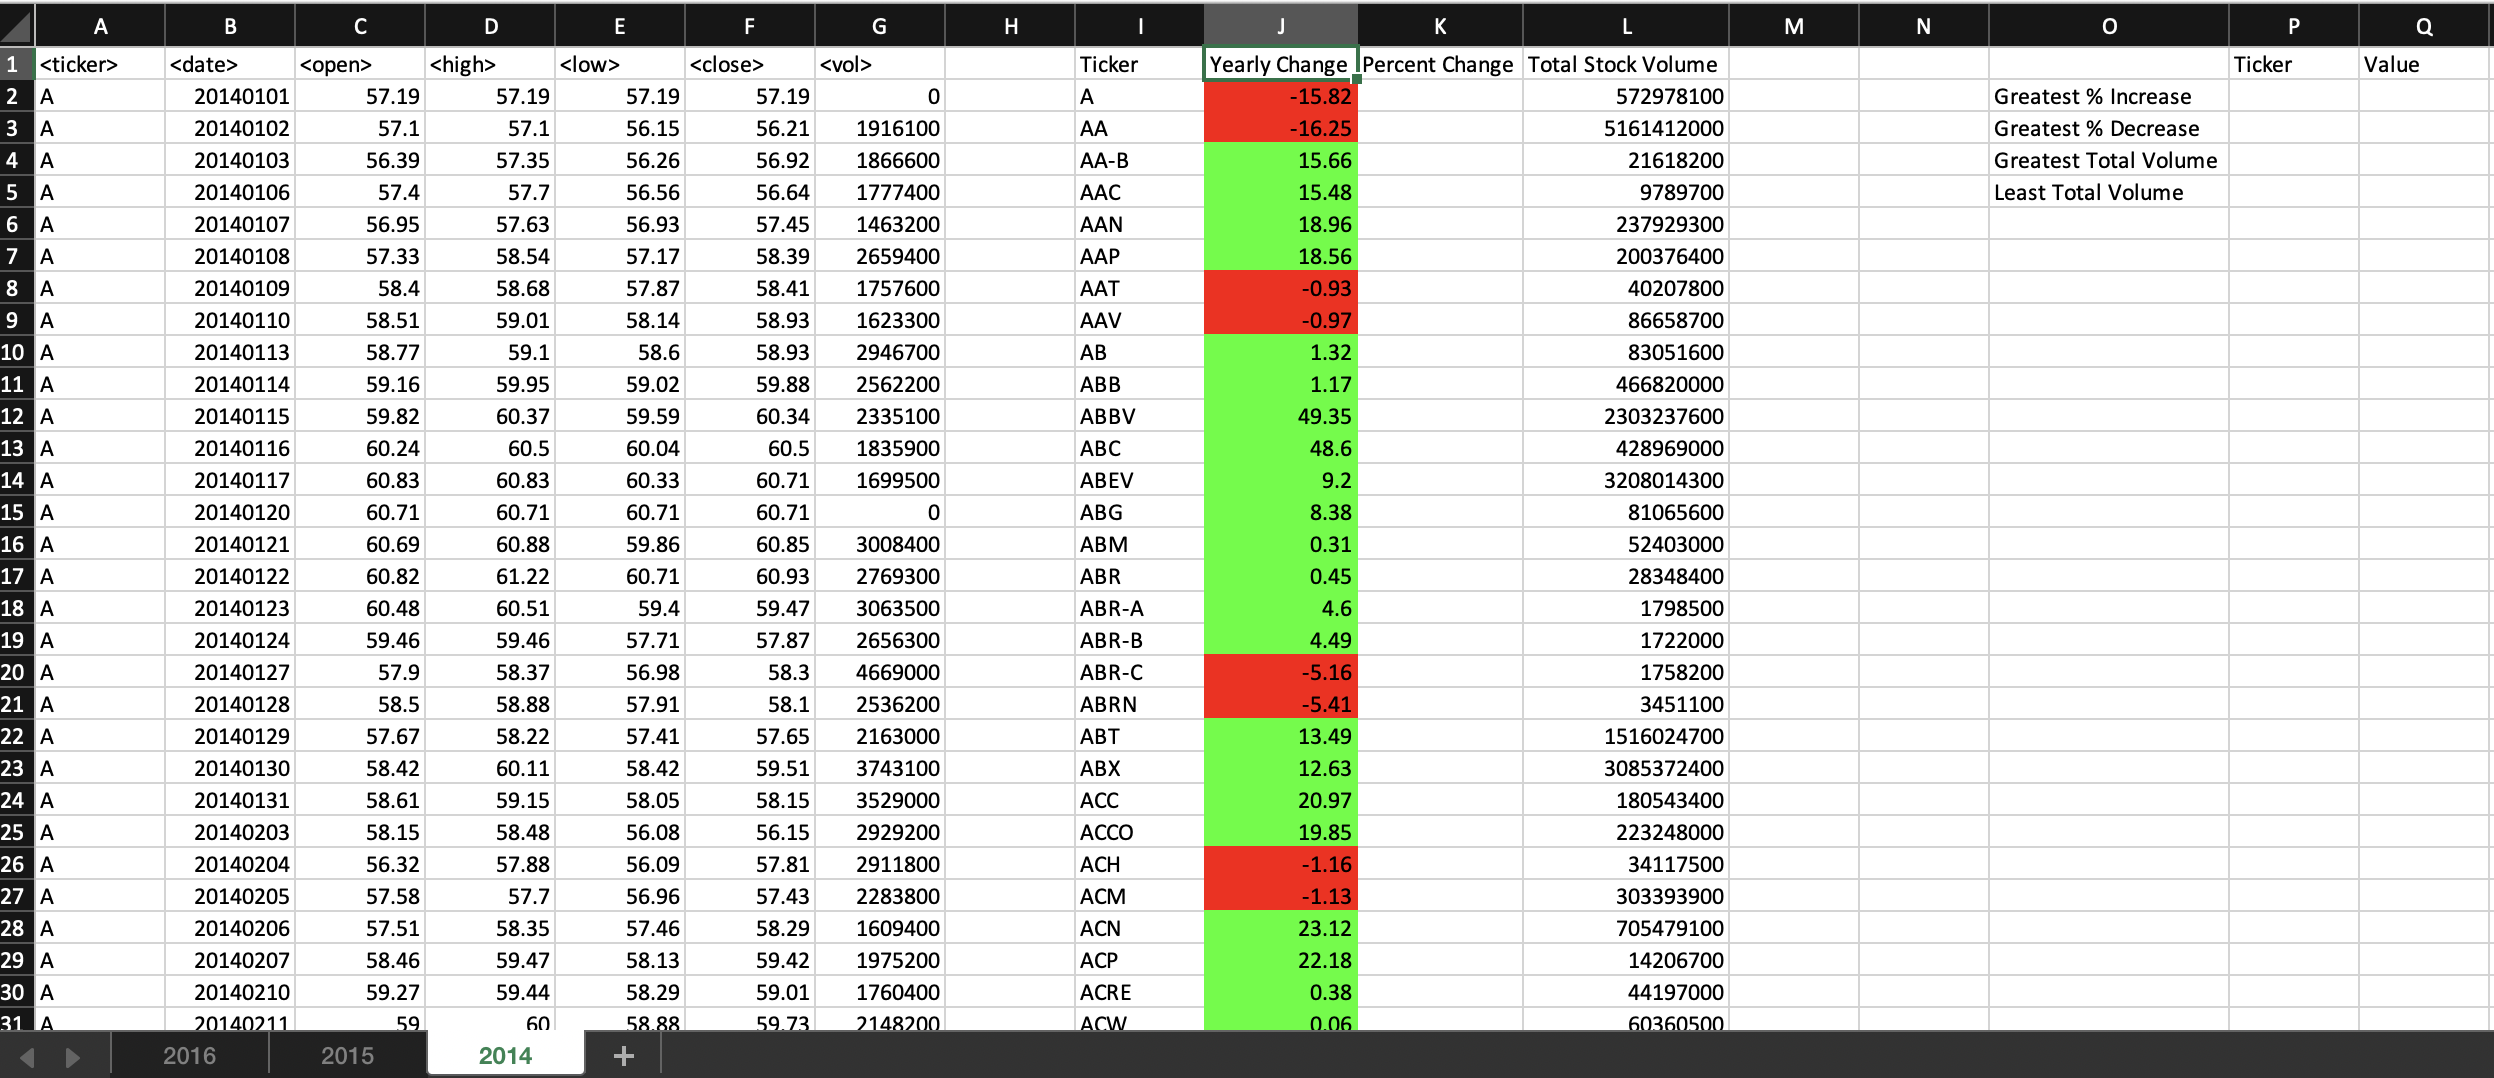 A B C D E F G H I J K L M N O P Q
1 <ticker> <date> <open> <high> <low> <close> <vol> Ticker Yearly Change Percent Change Total Stock Volume Ticker Value
2 A 20140101 57.19 57.19 57.19 57.19 0 A -15.82 572978100 Greatest % Increase
3 A 20140102 57.1 57.1 56.15 56.21 1916100 AA -16.25 5161412000 Greatest % Decrease
4 A 20140103 56.39 57.35 56.26 56.92 1866600 AA-B 15.66 21618200 Greatest Total Volume
5 A 20140106 57.4 57.7 56.56 56.64 1777400 AAC 15.48 9789700 Least Total Volume
6 A 20140107 56.95 57.63 56.93 57.45 1463200 AAN 18.96 237929300
7 A 20140108 57.33 58.54 57.17 58.39 2659400 AAP 18.56 200376400
8 A 20140109 58.4 58.68 57.87 58.41 1757600 AAT -0.93 40207800
9 A 20140110 58.51 59.01 58.14 58.93 1623300 AAV -0.97 86658700
10 A 20140113 58.77 59.1 58.6 58.93 2946700 AB 1.32 83051600
11 A 20140114 59.16 59.95 59.02 59.88 2562200 ABB 1.17 466820000
12 A 20140115 59.82 60.37 59.59 60.34 2335100 ABBV 49.35 2303237600
13 A 20140116 60.24 60.5 60.04 60.5 1835900 ABC 48.6 428969000
14 A 20140117 60.83 60.83 60.33 60.71 1699500 ABEV 9.2 3208014300
15 A 20140120 60.71 60.71 60.71 60.71 0 ABG 8.38 81065600
16 A 20140121 60.69 60.88 59.86 60.85 3008400 ABM 0.31 52403000
17 A 20140122 60.82 61.22 60.71 60.93 2769300 ABR 0.45 28348400
18 A 20140123 60.48 60.51 59.4 59.47 3063500 ABR-A 4.6 1798500
19 A 20140124 59.46 59.46 57.71 57.87 2656300 ABR-B 4.49 1722000
20 A 20140127 57.9 58.37 56.98 58.3 4669000 ABR-C -5.16 1758200
21 A 20140128 58.5 58.88 57.91 58.1 2536200 ABRN -5.41 3451100
22 A 20140129 57.67 58.22 57.41 57.65 2163000 ABT 13.49 1516024700
23 A 20140130 58.42 60.11 58.42 59.51 3743100 ABX 12.63 3085372400
24 A 20140131 58.61 59.15 58.05 58.15 3529000 ACC 20.97 180543400
25 A 20140203 58.15 58.48 56.08 56.15 2929200 ACCO 19.85 223248000
26 A 20140204 56.32 57.88 56.09 57.81 2911800 ACH -1.16 34117500
27 A 20140205 57.58 57.7 56.96 57.43 2283800 ACM -1.13 303393900
28 A 20140206 57.51 58.35 57.46 58.29 1609400 ACN 23.12 705479100
29 A 20140207 58.46 59.47 58.13 59.42 1975200 ACP 22.18 14206700
30 A 20140210 59.27 59.44 58.29 59.01 1760400 ACRE 0.38 44197000
31 A 20140211 59 60 58.88 59.73 2148200 ACW 0.06 60360500
2016 2015 2014 +